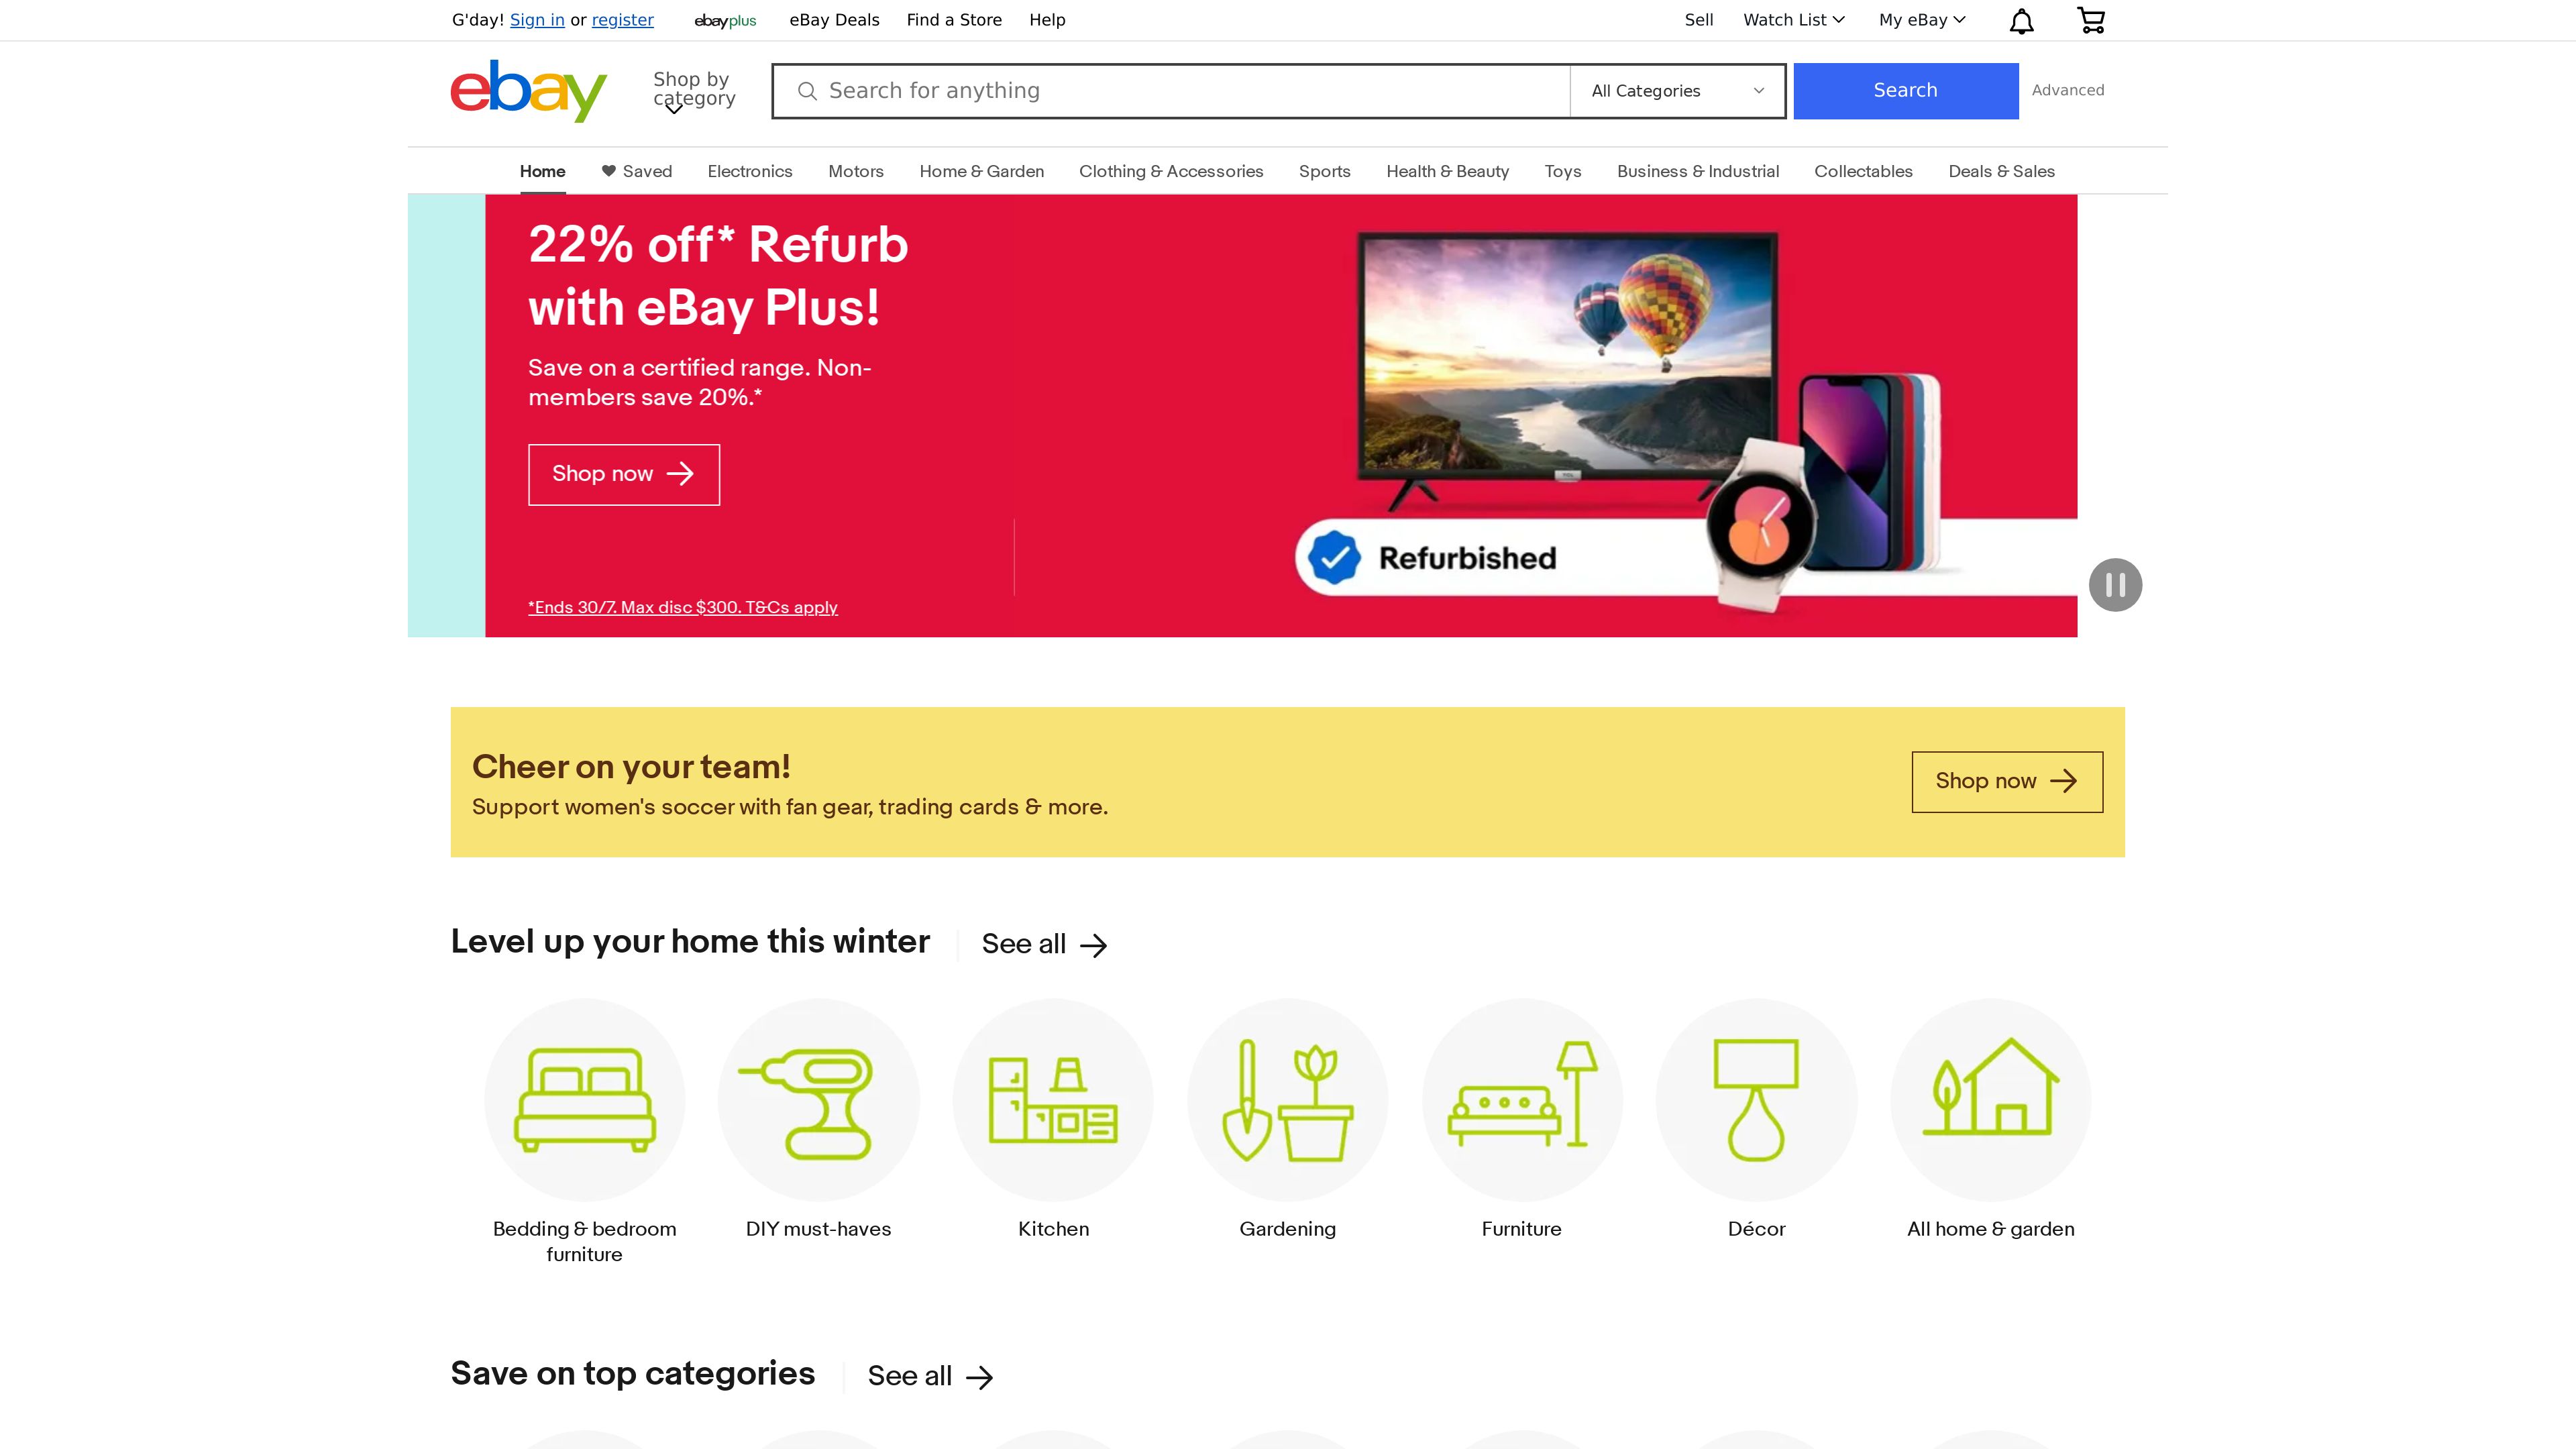 G'day! Sign in or register
ebayplus
eBay Deals
Find a Store
Help
Sell
Watch List
My eBay
ebay
Shop by
category
Search for anything
All Categories
Search
Advanced
Home
Saved
Electronics
Motors
Home & Garden
Clothing & Accessories
Sports
Health & Beauty
Toys
Business & Industrial
Collectables
Deals & Sales
22% off* Refurb
with eBay Plus!
Save on a certified range. Non-
members save 20%.*
Shop now
Refurbished
*Ends 30/7. Max disc $300. T&Cs apply
Cheer on your team!
Support women's soccer with fan gear, trading cards & more.
Shop now
Level up your home this winter
See all
Bedding & bedroom
furniture
DIY must-haves
Kitchen
Gardening
Furniture
Décor
All home & garden
Save on top categories
See all